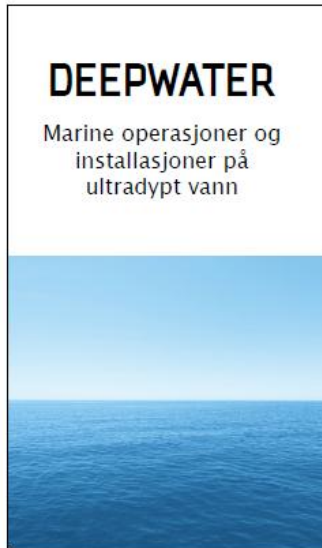 DEEPWATER
Marine operasjoner og
installasjoner på
ultradypt vann